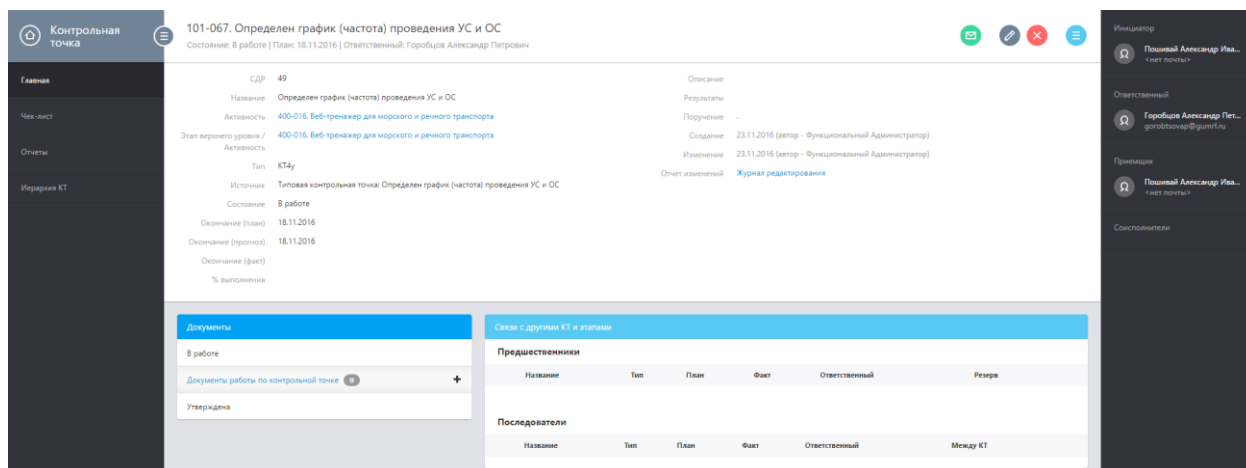 Контрольная
точка
Главная
Чек-лист
Отчеты
Иерархия КТ
101-067. Определен график (частота) проведения УС и ОС
Состояние: В работе | План: 18.11.2016 | Ответственный: Горобцов Александр Петрович
СДР 49
Название Определен график (частота) проведения УС и ОС
Активность 400-016. Веб-тренажер для морского и речного транспорта
Этап верхнего уровня / 400-016. Веб-тренажер для морского и речного транспорта
Активность
Тип КТ4у
Источник Типовая контрольная точка: Определен график (частота) проведения УС и ОС
Состояние В работе
Окончание (план) 18.11.2016
Окончание (прогноз) 18.11.2016
Окончание (факт)
% выполнения
Описание
Результаты
Поручение .
Создание 23.11.2016 (автор - Функциональный Администратор)
Изменение 23.11.2016 (автор - Функциональный Администратор)
Отчет изменений Журнал редактирования
Документы
В работе
Документы работы по контрольной точке 0 +
Утверждена
Связи с другими КТ и этапами
Предшественники
Название Тип План Факт Ответственный Резерв
Последователи
Название Тип План Факт Ответственный Между КТ
Инициатор
Пошивай Александр Ива...
<нет почты>
Ответственный
Горобцов Александр Пет...
gorobtsovap@gumrf.ru
Приемщик
Пошивай Александр Ива...
<нет почты>
Соисполнители